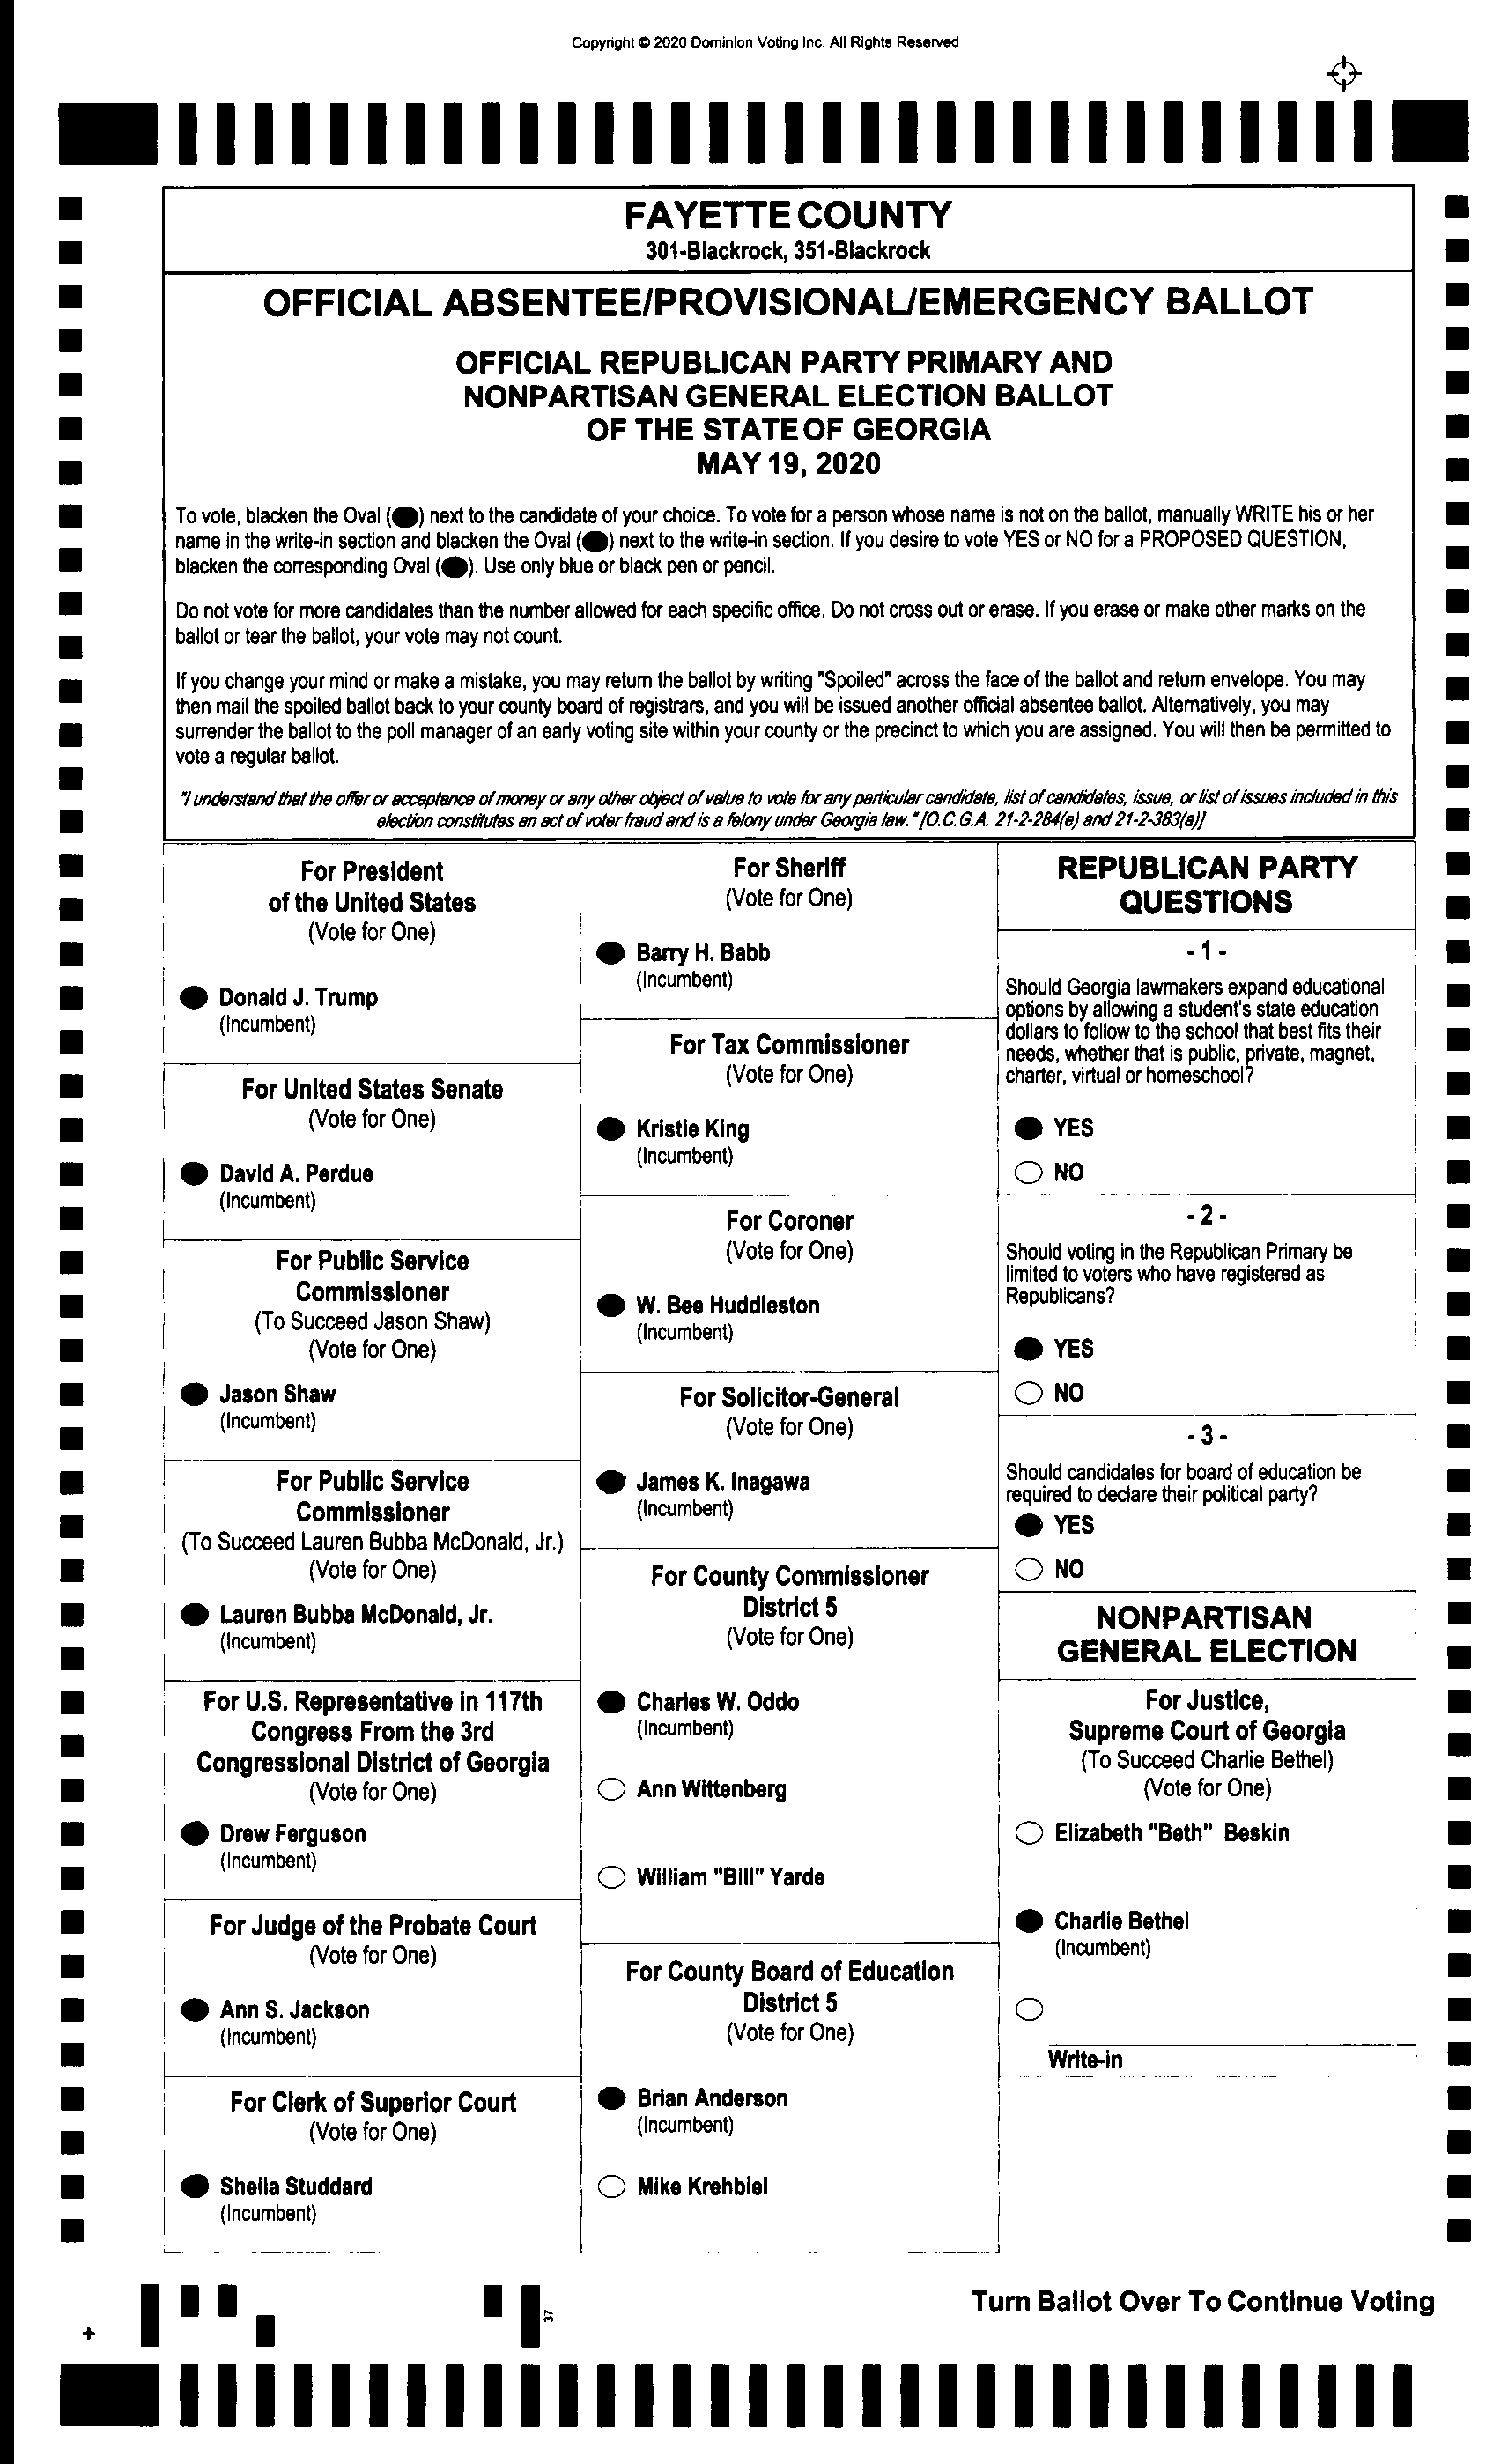 Copyright © 2020 Dominion Voting Inc. All Rights Reserved
FAYETTE COUNTY
301-Blackrock, 351-Blackrock
OFFICIAL ABSENTEE/PROVISIONAL/EMERGENCY BALLOT
OFFICIAL REPUBLICAN PARTY PRIMARY AND
NONPARTISAN GENERAL ELECTION BALLOT
OF THE STATE OF GEORGIA
MAY 19, 2020
To vote, blacken the Oval ( ) next to the candidate of your choice. To vote for a person whose name is not on the ballot, manually WRITE his or her
name in the write-in section and blacken the Oval ( ) next to the write-in section. If you desire to vote YES or NO for a PROPOSED QUESTION,
blacken the corresponding Oval ( ). Use only blue or black pen or pencil.
Do not vote for more candidates than the number allowed for each specific office. Do not cross out or erase. If you erase or make other marks on the
ballot or tear the ballot, your vote may not count.
If you change your mind or make a mistake, you may return the ballot by writing "Spoiled" across the face of the ballot and return envelope. You may
then mail the spoiled ballot back to your county board of registrars, and you will be issued another official absentee ballot. Alternatively, you may
surrender the ballot to the poll manager of an early voting site within your county or the precinct to which you are assigned. You will then be permitted to
vote a regular ballot.
"I understand that the offer or acceptance of money or any other object of value to vote for any particular candidate, list of candidates, issue, or list of issues included in this
election constitutes an act of voter fraud and is a felony under Georgia law. "[O.C.G.A. 21-2-284(e) and 21-2-383(a)]
For President
of the United States
(Vote for One)
Donald J. Trump
(Incumbent)
For United States Senate
(Vote for One)
David A. Perdue
(Incumbent)
For Public Service
Commissioner
(To Succeed Jason Shaw)
(Vote for One)
Jason Shaw
(Incumbent)
For Public Service
Commissioner
(To Succeed Lauren Bubba McDonald, Jr.)
(Vote for One)
Lauren Bubba McDonald, Jr.
(Incumbent)
For U.S. Representative in 117th
Congress From the 3rd
Congressional District of Georgia
(Vote for One)
Drew Ferguson
(Incumbent)
For Judge of the Probate Court
(Vote for One)
Ann S. Jackson
(Incumbent)
For Clerk of Superior Court
(Vote for One)
Sheila Studdard
(Incumbent)
For Sheriff
(Vote for One)
Barry H. Babb
(Incumbent)
For Tax Commissioner
(Vote for One)
Kristie King
(Incumbent)
For Coroner
(Vote for One)
W. Bee Huddleston
(Incumbent)
For Solicitor-General
(Vote for One)
James K. Inagawa
(Incumbent)
For County Commissioner
District 5
(Vote for One)
Charles W. Oddo
(Incumbent)
Ann Wittenberg
William "Bill" Yarde
For County Board of Education
District 5
(Vote for One)
Brian Anderson
(Incumbent)
Mike Krehbiel
REPUBLICAN PARTY
QUESTIONS
- 1 -
Should Georgia lawmakers expand educational
options by allowing a student's state education
dollars to follow to the school that best fits their
needs, whether that is public, private, magnet,
charter, virtual or homeschool?
YES
NO
- 2 -
Should voting in the Republican Primary be
limited to voters who have registered as
Republicans?
YES
NO
- 3 -
Should candidates for board of education be
required to declare their political party?
YES
NO
NONPARTISAN
GENERAL ELECTION
For Justice,
Supreme Court of Georgia
(To Succeed Charlie Bethel)
(Vote for One)
Elizabeth "Beth" Beskin
Charlie Bethel
(Incumbent)
Write-in
Turn Ballot Over To Continue Voting
37
+